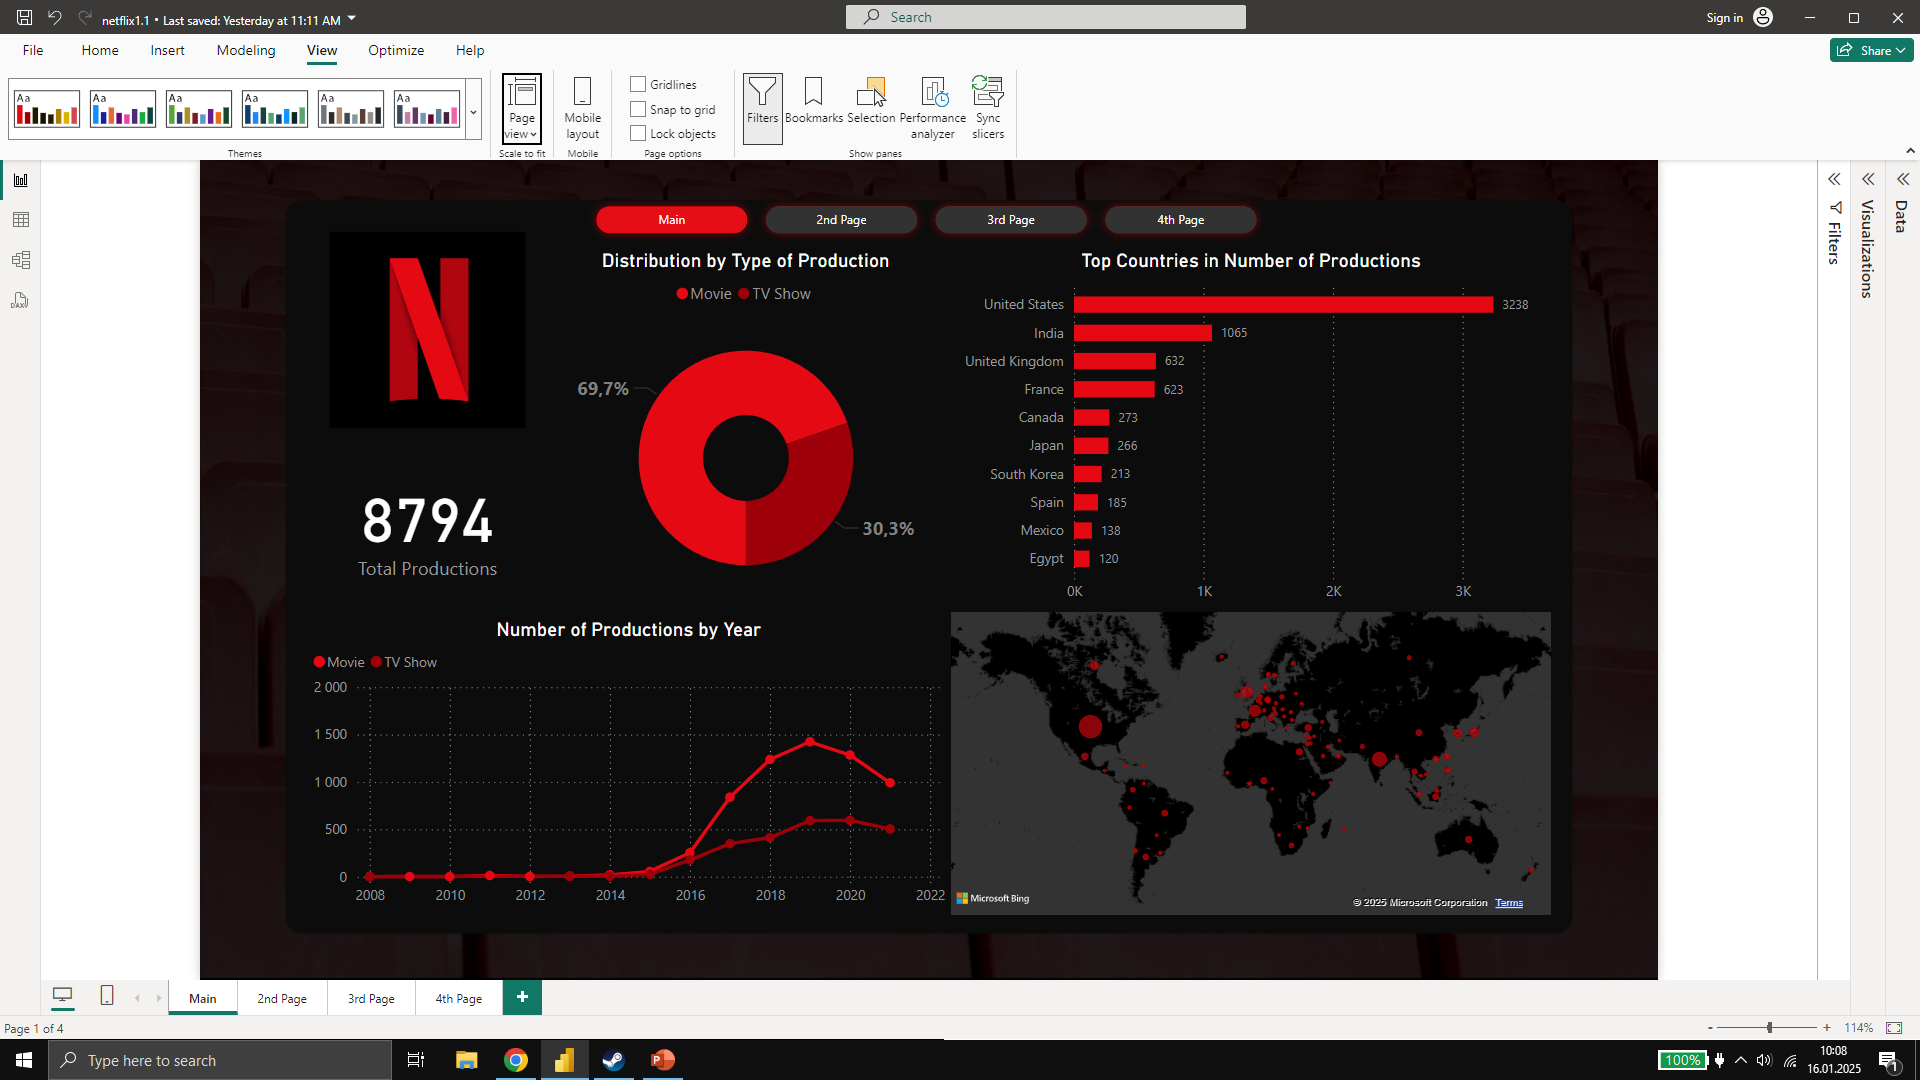 netflix1.1 • Last saved: Yesterday at 11:11 AM
Search
Sign in
File Home Insert Modeling View Optimize Help
Share
Aa Aa Aa Aa Aa Aa
Themes
Page view
Scale to fit
Mobile layout
Mobile
Gridlines
Snap to grid
Lock objects
Page options
Filters
Bookmarks
Selection
Performance analyzer
Sync slicers
Show panes
DAX
Filters
Visualizations
Data
Main 2nd Page 3rd Page 4th Page
N
8794
Total Productions
Distribution by Type of Production
Movie TV Show
69,7%
30,3%
Top Countries in Number of Productions
United States 3238
India 1065
United Kingdom 632
France 623
Canada 273
Japan 266
South Korea 213
Spain 185
Mexico 138
Egypt 120
0K 1K 2K 3K
Number of Productions by Year
Movie TV Show
2 000
1 500
1 000
500
0
2008 2010 2012 2014 2016 2018 2020 2022
Microsoft Bing
© 2025 Microsoft Corporation Terms
Main 2nd Page 3rd Page 4th Page +
Page 1 of 4
- + 114%
Type here to search
P
100%
10:08
16.01.2025
1